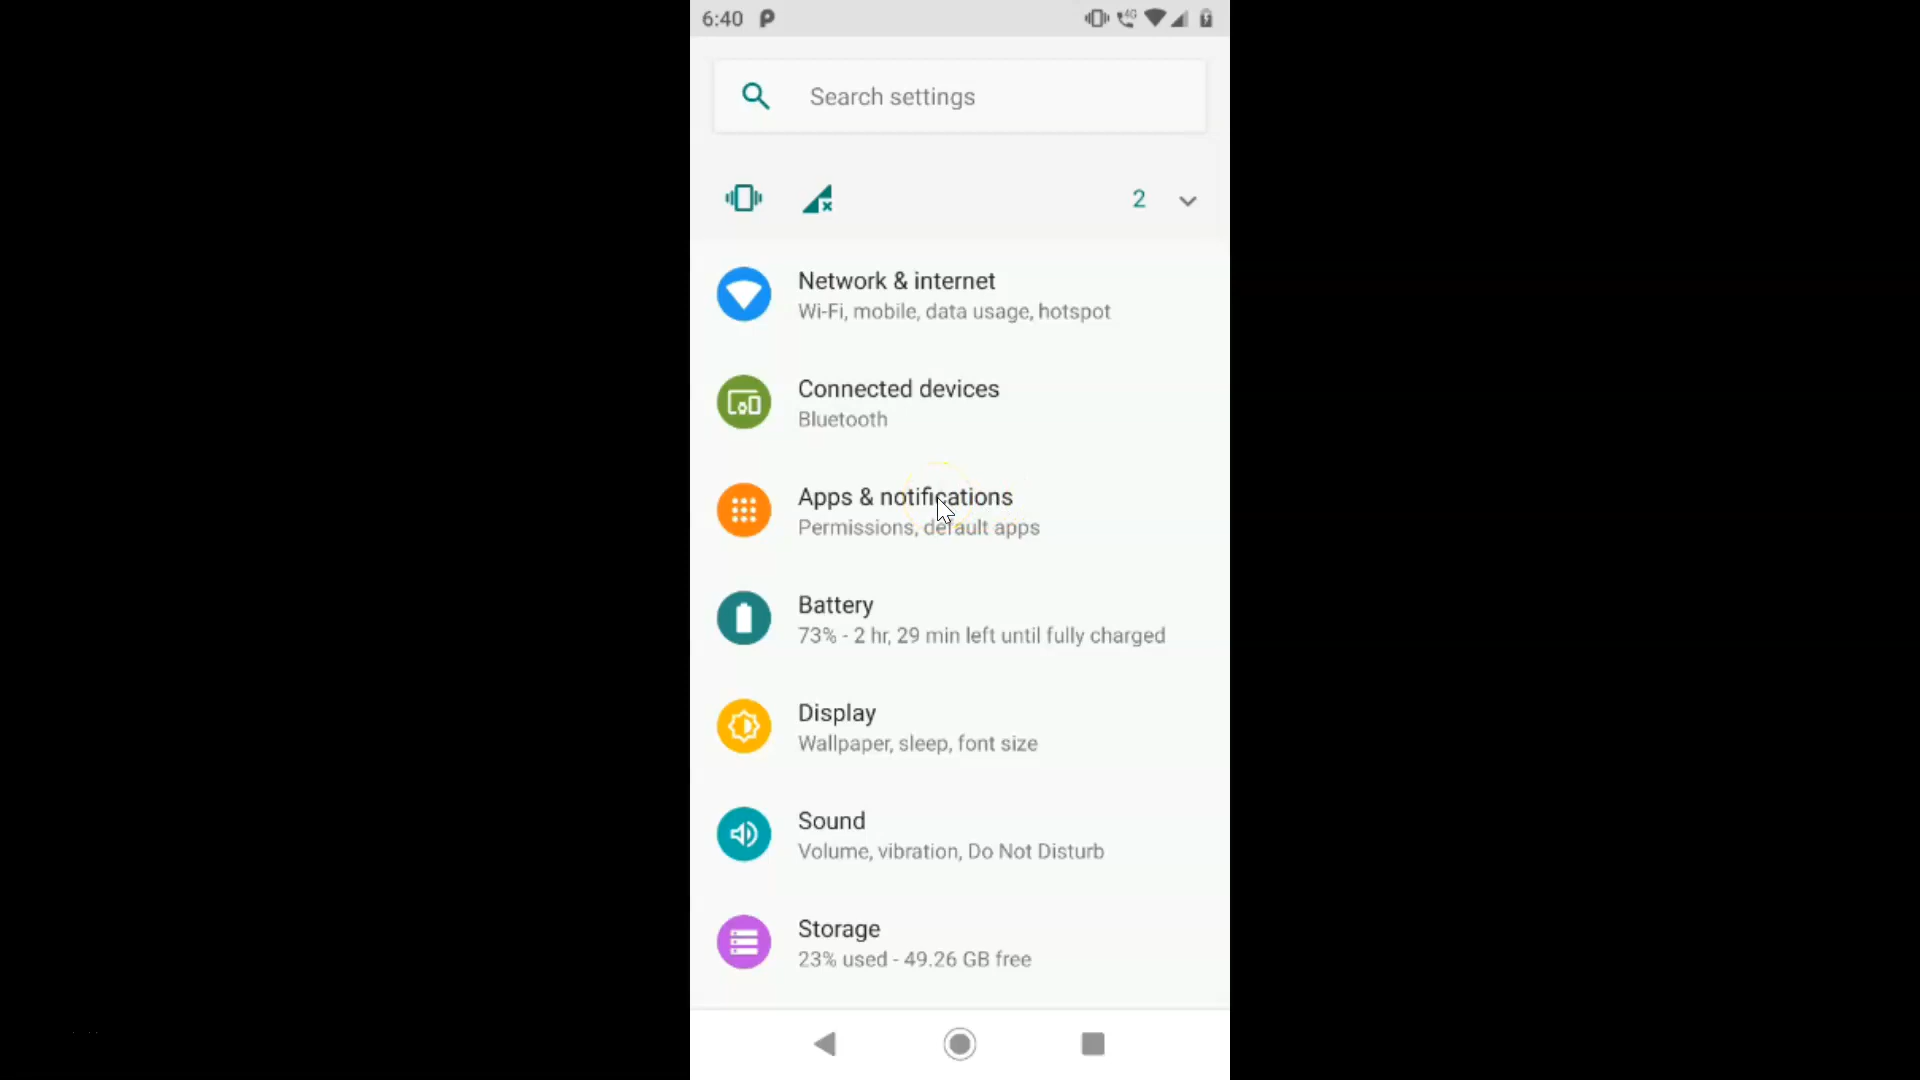 6:40
4G
Search settings
2
Network & internet
Wi-Fi, mobile, data usage, hotspot
Connected devices
Bluetooth
Apps & notifications
Permissions, default apps
Battery
73% - 2 hr, 29 min left until fully charged
Display
Wallpaper, sleep, font size
Sound
Volume, vibration, Do Not Disturb
Storage
23% used - 49.26 GB free